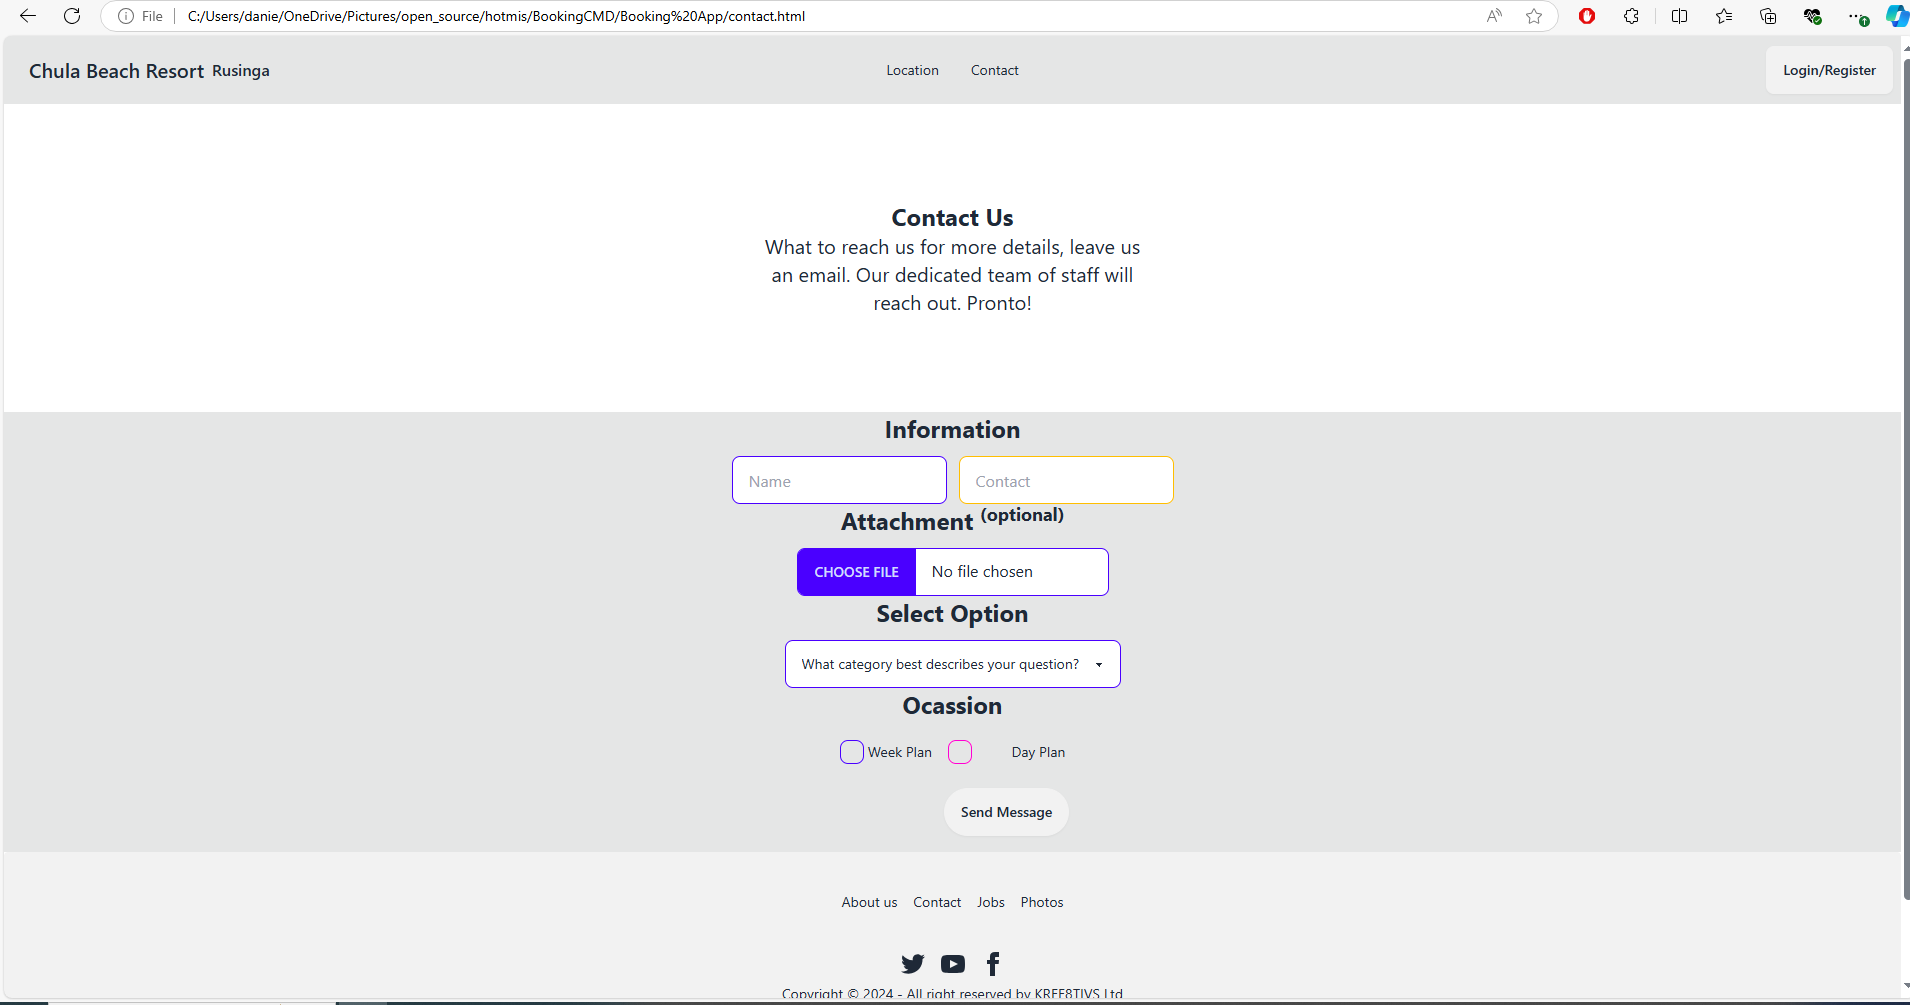 File C:/Users/danie/OneDrive/Pictures/open_source/hotmis/BookingCMD/Booking%20App/contact.html
Chula Beach Resort Rusinga
Location Contact
Login/Register
Contact Us
What to reach us for more details, leave us
an email. Our dedicated team of staff will
reach out. Pronto!
Information
Name Contact
Attachment (optional)
CHOOSE FILE No file chosen
Select Option
What category best describes your question?
Ocassion
Week Plan Day Plan
Send Message
About us Contact Jobs Photos
Copyright © 2024 - All right reserved by KREE8TIVS Ltd